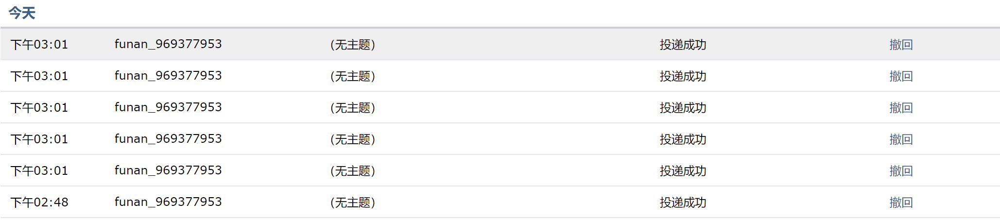 今天
下午03:01 funan_969377953 (无主题) 投递成功 撤回
下午03:01 funan_969377953 (无主题) 投递成功 撤回
下午03:01 funan_969377953 (无主题) 投递成功 撤回
下午03:01 funan_969377953 (无主题) 投递成功 撤回
下午03:01 funan_969377953 (无主题) 投递成功 撤回
下午02:48 funan_969377953 (无主题) 投递成功 撤回